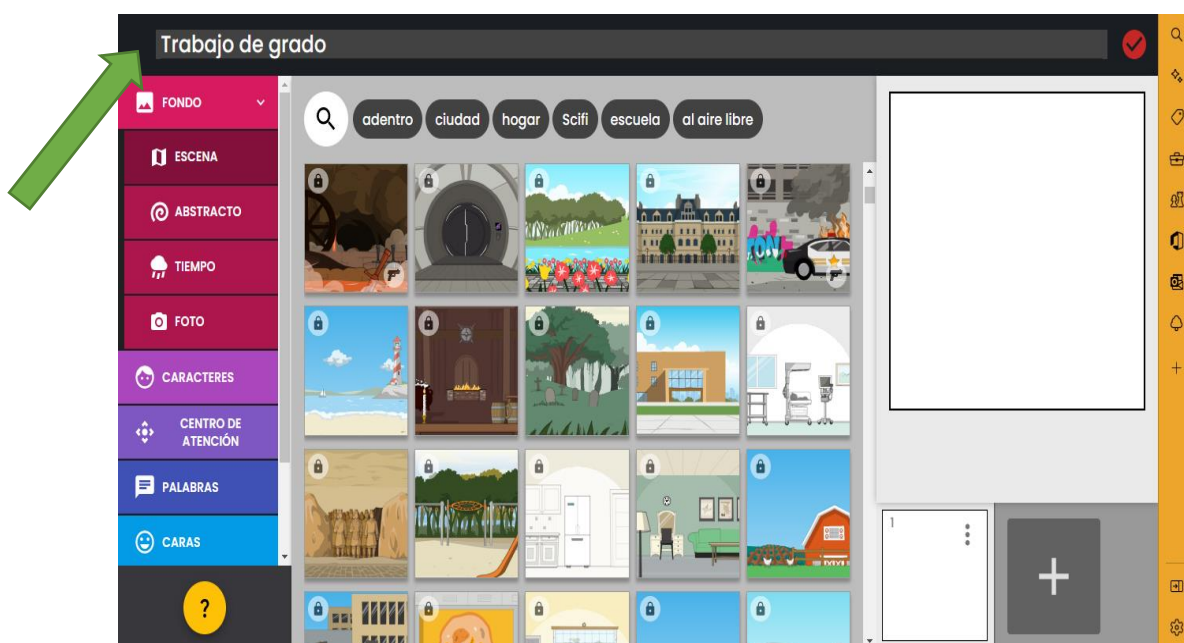 Trabajo de grado
FONDO
ESCENA
ABSTRACTO
TIEMPO
FOTO
CARACTERES
CENTRO DE
ATENCIÓN
PALABRAS
CARAS
?
adentro ciudad hogar Scifi escuela al aire libre
1